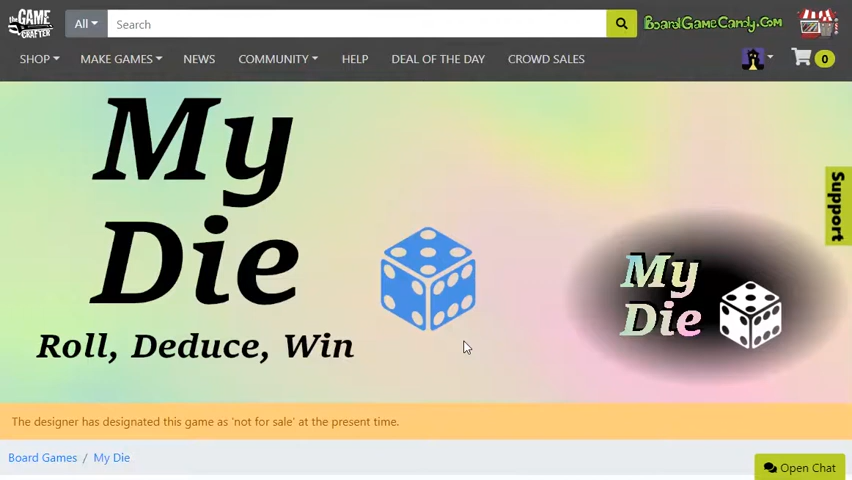 the GAME CRAFTER
All
Search
BoardGameCandy.Com
SHOP
MAKE GAMES
NEWS
COMMUNITY
HELP
DEAL OF THE DAY
CROWD SALES
0
My
Die
Roll, Deduce, Win
My
Die
Support
The designer has designated this game as 'not for sale' at the present time.
Board Games / My Die
Open Chat